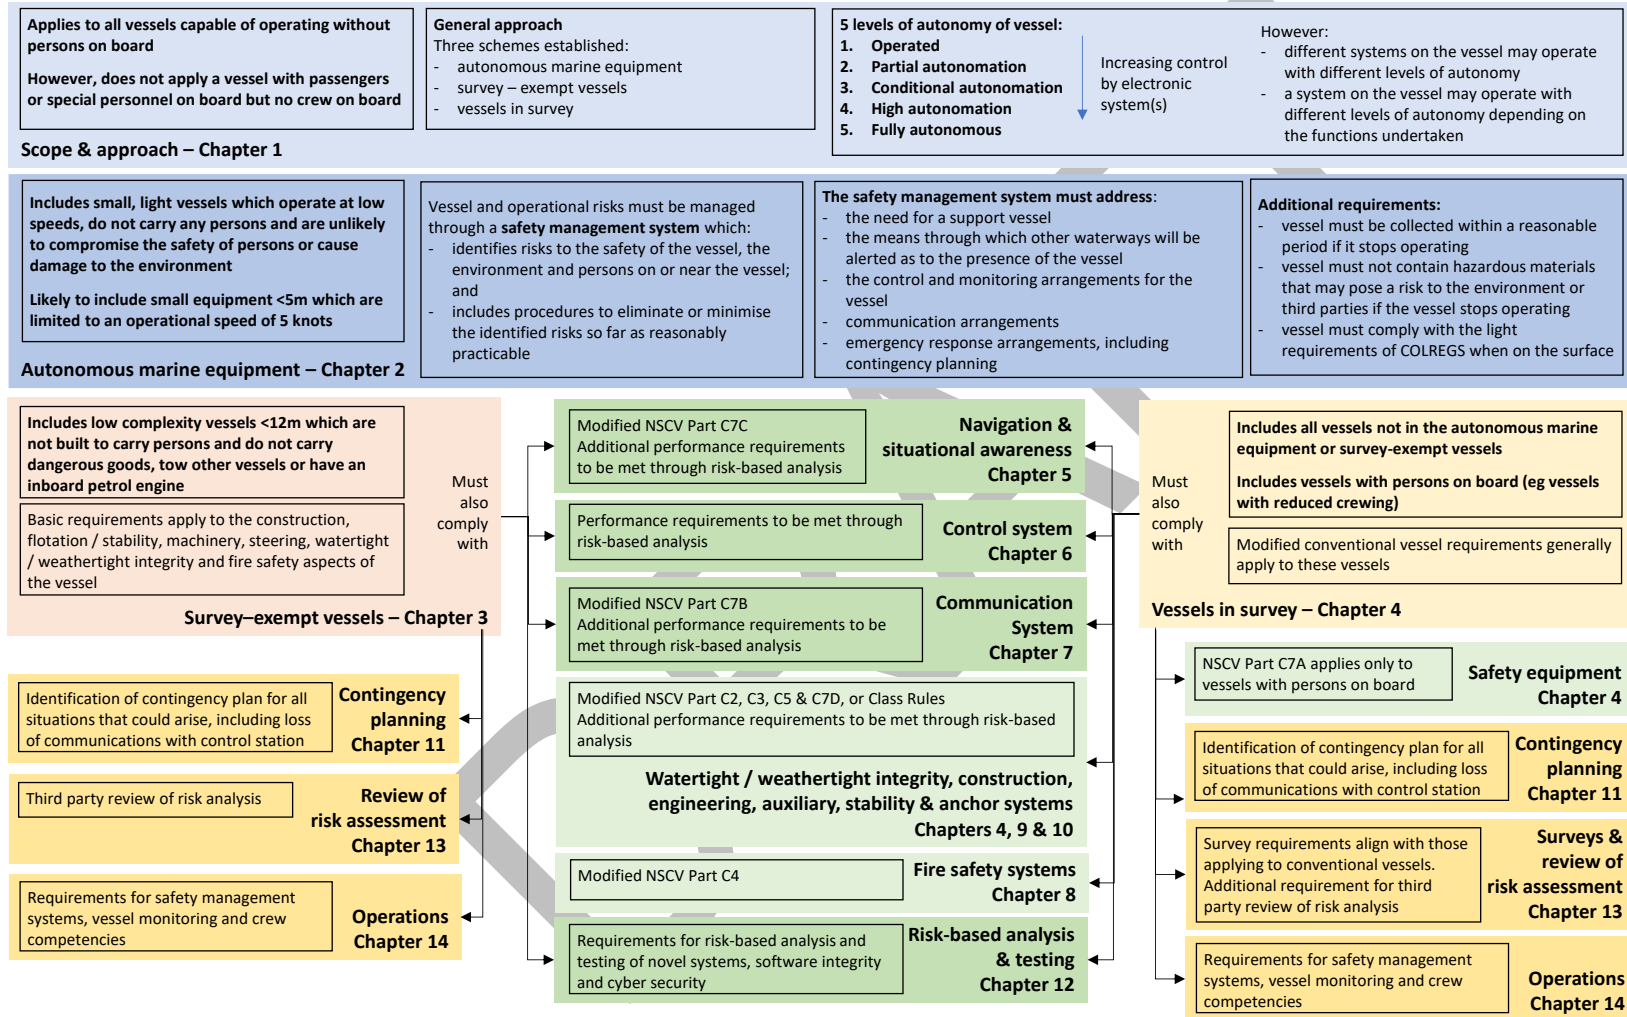 Applies to all vessels capable of operating without
persons on board
However, does not apply a vessel with passengers
or special personnel on board but no crew on board
General approach
Three schemes established:
- autonomous marine equipment
- survey – exempt vessels
- vessels in survey
5 levels of autonomy of vessel:
1. Operated
2. Partial autonomation
3. Conditional autonomation
4. High autonomation
5. Fully autonomous
Increasing control
by electronic
system(s)
However:
- different systems on the vessel may operate
with different levels of autonomy
- a system on the vessel may operate with
different levels of autonomy depending on
the functions undertaken
Scope & approach – Chapter 1
Includes small, light vessels which operate at low
speeds, do not carry any persons and are unlikely
to compromise the safety of persons or cause
damage to the environment
Likely to include small equipment <5m which are
limited to an operational speed of 5 knots
Autonomous marine equipment – Chapter 2
Vessel and operational risks must be managed
through a safety management system which:
- identifies risks to the safety of the vessel, the
environment and persons on or near the vessel;
and
- includes procedures to eliminate or minimise
the identified risks so far as reasonably
practicable
The safety management system must address:
- the need for a support vessel
- the means through which other waterways will be
alerted as to the presence of the vessel
- the control and monitoring arrangements for the
vessel
- communication arrangements
- emergency response arrangements, including
contingency planning
Additional requirements:
- vessel must be collected within a reasonable
period if it stops operating
- vessel must not contain hazardous materials
that may pose a risk to the environment or
third parties if the vessel stops operating
- vessel must comply with the light
requirements of COLREGS when on the surface
Includes low complexity vessels <12m which are
not built to carry persons and do not carry
dangerous goods, tow other vessels or have an
inboard petrol engine
Basic requirements apply to the construction,
flotation / stability, machinery, steering, watertight
/ weathertight integrity and fire safety aspects of
the vessel
Must
also
comply
with
Survey–exempt vessels – Chapter 3
Identification of contingency plan for all
situations that could arise, including loss
of communications with control station
Contingency
planning
Chapter 11
Third party review of risk analysis
Review of
risk assessment
Chapter 13
Requirements for safety management
systems, vessel monitoring and crew
competencies
Operations
Chapter 14
Modified NSCV Part C7C
Additional performance requirements
to be met through risk-based analysis
Navigation &
situational awareness
Chapter 5
Performance requirements to be met through
risk-based analysis
Control system
Chapter 6
Modified NSCV Part C7B
Additional performance requirements to be
met through risk-based analysis
Communication
System
Chapter 7
Modified NSCV Part C2, C3, C5 & C7D, or Class Rules
Additional performance requirements to be met through risk-based
analysis
Watertight / weathertight integrity, construction,
engineering, auxiliary, stability & anchor systems
Chapters 4, 9 & 10
Modified NSCV Part C4
Fire safety systems
Chapter 8
Requirements for risk-based analysis and
testing of novel systems, software integrity
and cyber security
Risk-based analysis
& testing
Chapter 12
Must
also
comply
with
Includes all vessels not in the autonomous marine
equipment or survey-exempt vessels
Includes vessels with persons on board (eg vessels
with reduced crewing)
Modified conventional vessel requirements generally
apply to these vessels
Vessels in survey – Chapter 4
NSCV Part C7A applies only to
vessels with persons on board
Safety equipment
Chapter 4
Identification of contingency plan for all
situations that could arise, including loss
of communications with control station
Contingency
planning
Chapter 11
Survey requirements align with those
applying to conventional vessels.
Additional requirement for third
party review of risk analysis
Surveys &
review of
risk assessment
Chapter 13
Requirements for safety management
systems, vessel monitoring and crew
competencies
Operations
Chapter 14